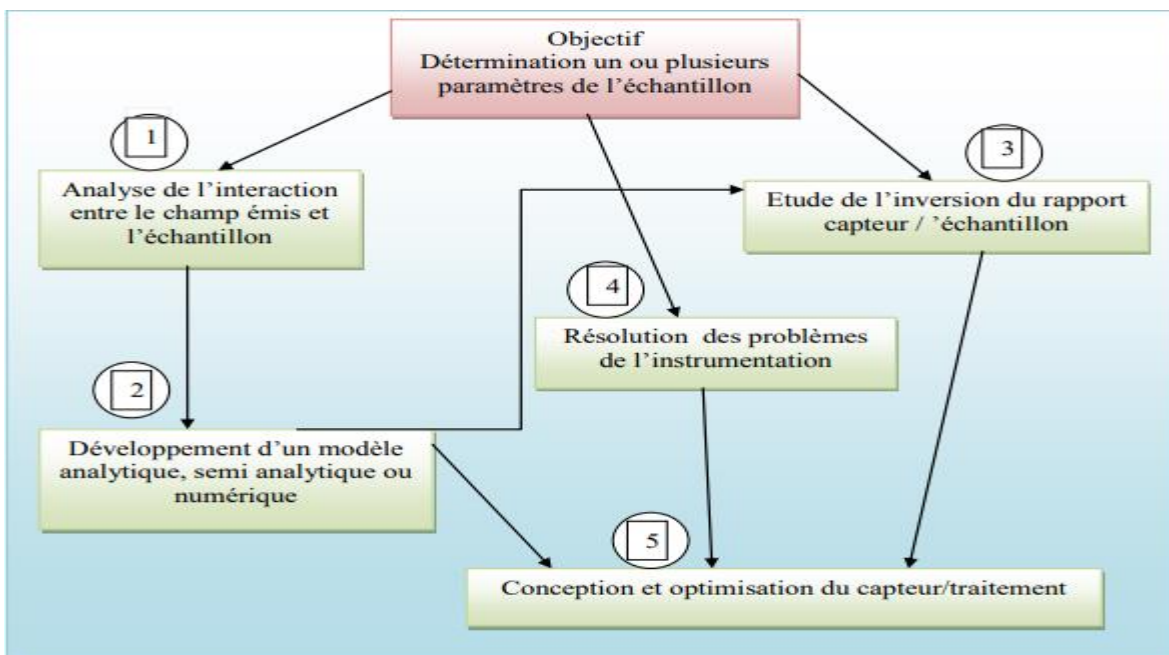 Objectif
Détermination un ou plusieurs
paramètres de l'échantillon
1
Analyse de l'interaction
entre le champ émis et
l'échantillon
3
Etude de l'inversion du rapport
capteur / 'échantillon
4
Résolution des problèmes
de l'instrumentation
2
Développement d'un modèle
analytique, semi analytique ou
numérique
5
Conception et optimisation du capteur/traitement